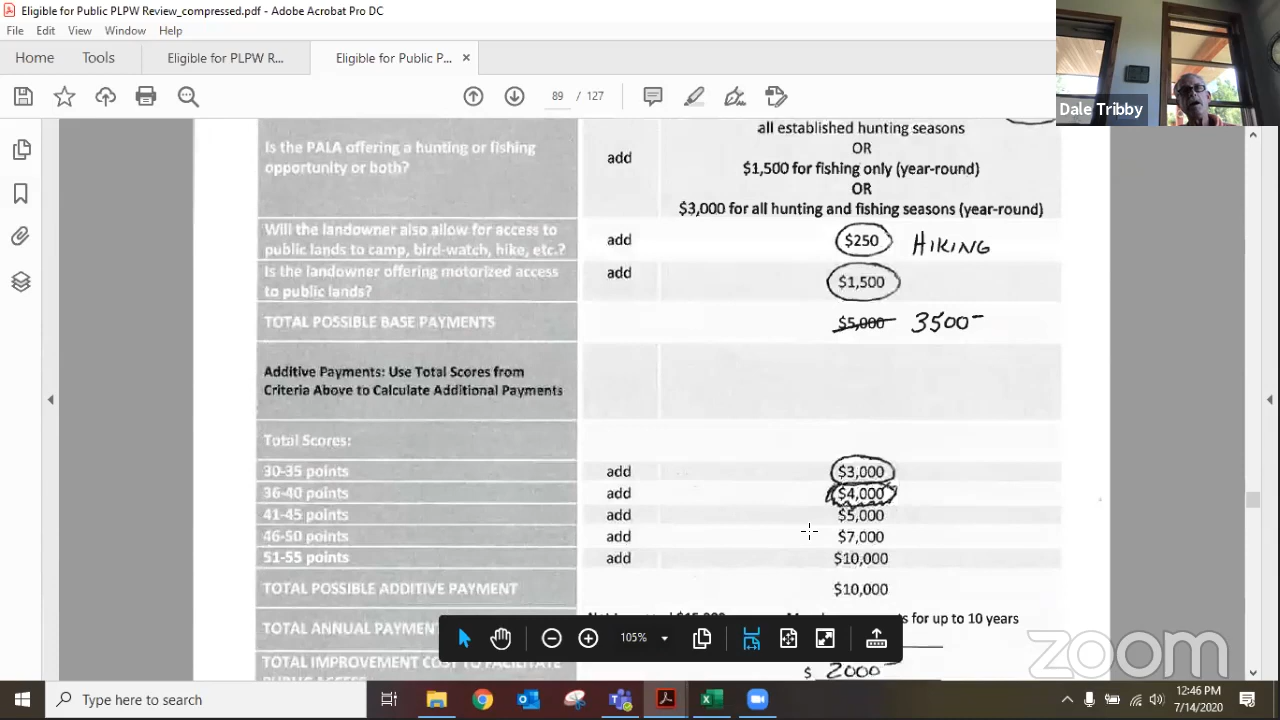 Eligible for Public PLPW Review_compressed.pdf - Adobe Acrobat Pro DC
File Edit View Window Help
Home Tools Eligible for PLPW R... Eligible for Public P... ×
89 / 127
Dale Tribby
all established hunting seasons
Is the PALA offering a hunting or fishing
opportunity or both?
add
OR
$1,500 for fishing only (year-round)
OR
$3,000 for all hunting and fishing seasons (year-round)
Will the landowner also allow for access to
public lands to camp, bird-watch, hike, etc.?
add $250 HIKING
Is the landowner offering motorized access
to public lands?
add $1,500
TOTAL POSSIBLE BASE PAYMENTS $5,000 3500
Additive Payments: Use Total Scores from
Criteria Above to Calculate Additional Payments
Total Scores:
30-35 points add $3,000
36-40 points add $4,000
41-45 points add $5,000
46-50 points add $7,000
51-55 points add $10,000
TOTAL POSSIBLE ADDITIVE PAYMENT $10,000
s for up to 10 years
TOTAL ANNUAL PAYMENT
105%
TOTAL IMPROVEMENT COST TO FACILITATE
$ 2000
zoom
Type here to search
12:46 PM
7/14/2020